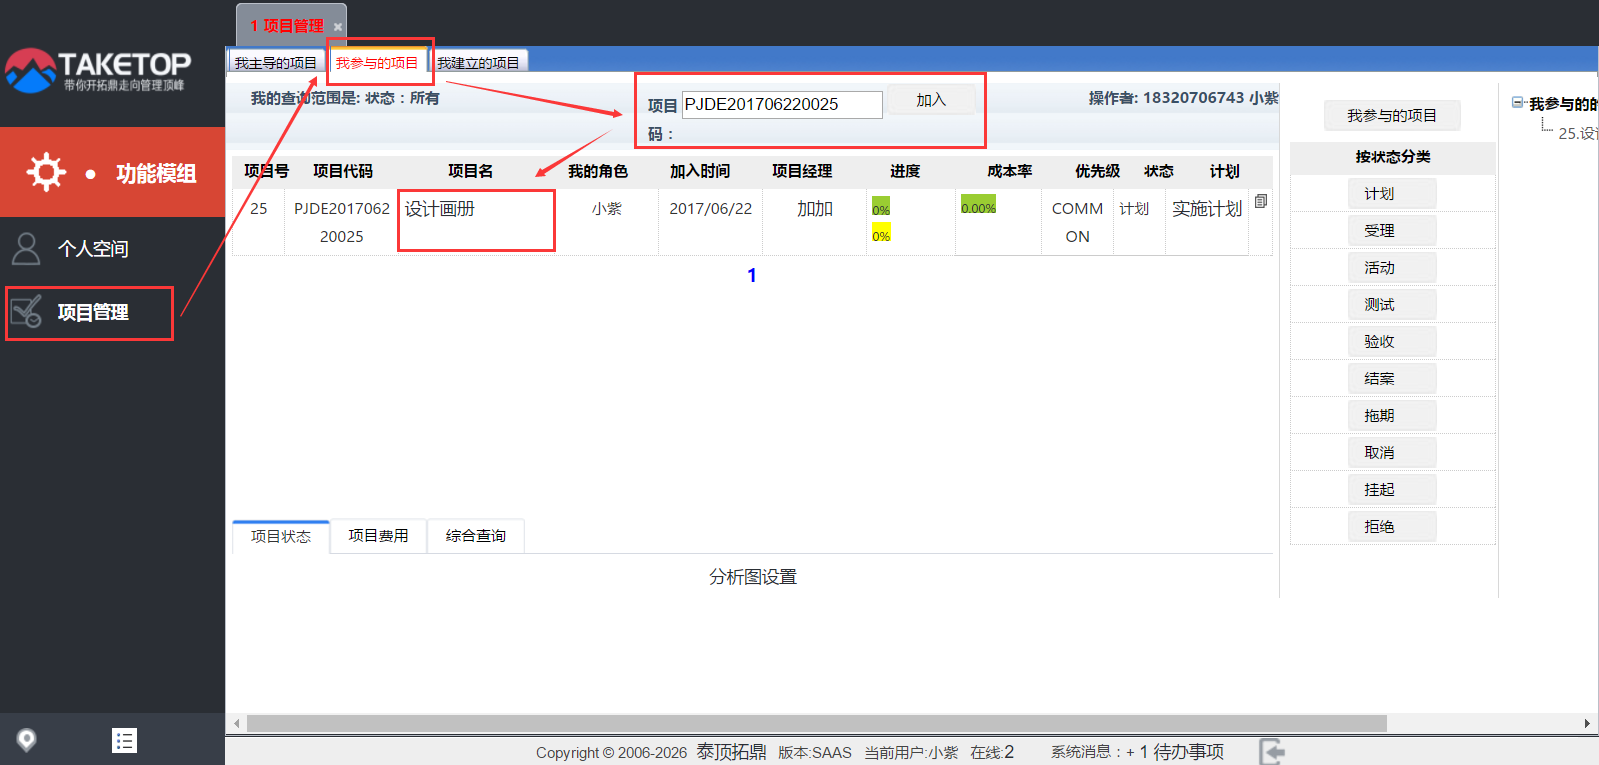 1 项目管理 ×
TAKETOP
带你开拓鼎走向管理顶峰
功能模组
个人空间
项目管理
我主导的项目 我参与的项目 我建立的项目
我的查询范围是: 状态：所有
项目
码：
PJDE201706220025
加入
操作者: 18320706743 小紫
项目号 项目代码 项目名 我的角色 加入时间 项目经理 进度 成本率 优先级 状态 计划
25 PJDE2017062 设计画册 小紫 2017/06/22 加加 0% 0.00% COMM 计划 实施计划
20025 0% ON
1
项目状态 项目费用 综合查询
分析图设置
我参与的项目
按状态分类
计划
受理
活动
测试
验收
结案
拖期
取消
挂起
拒绝
我参与的
25.设
Copyright © 2006-2026 泰顶拓鼎 版本:SAAS 当前用户:小紫 在线:2 系统消息：+ 1 待办事项